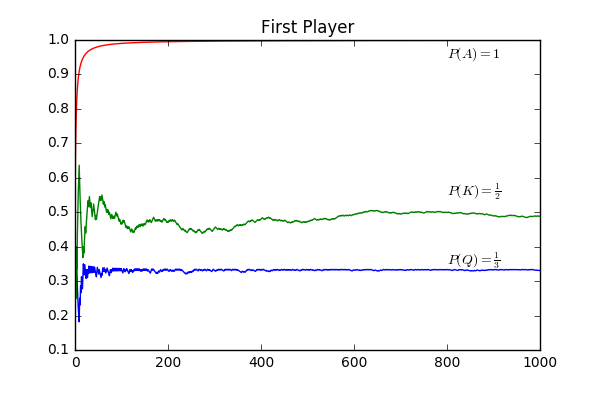 First Player
1.0
P(A) = 1
0.9
0.8
0.7
0.6
P(K) = 1/2
0.5
0.4
P(Q) = 1/3
0.3
0.2
0.1
0 200 400 600 800 1000